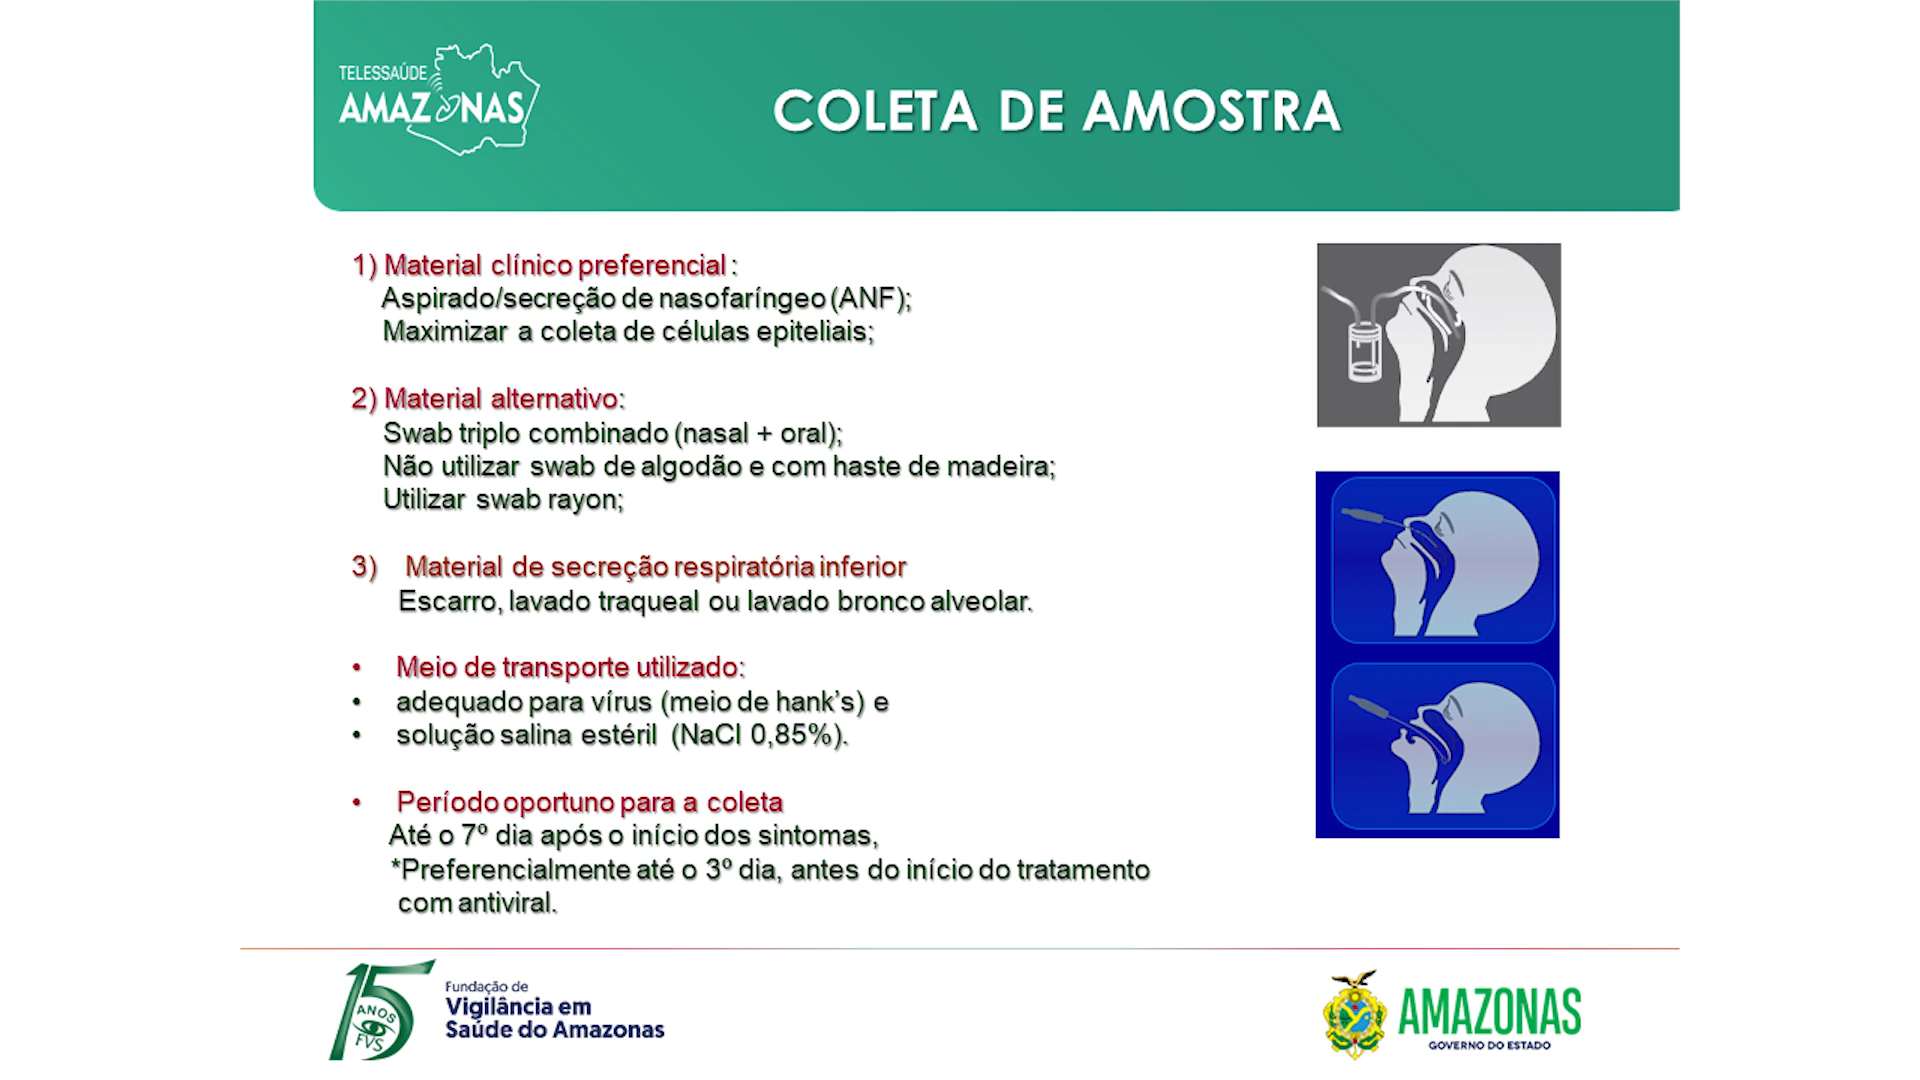 TELESSAÚDE
AMAZONAS
COLETA DE AMOSTRA
1) Material clínico preferencial :
Aspirado/secreção de nasofaríngeo (ANF);
Maximizar a coleta de células epiteliais;
2) Material alternativo:
Swab triplo combinado (nasal + oral);
Não utilizar swab de algodão e com haste de madeira;
Utilizar swab rayon;
3) Material de secreção respiratória inferior
Escarro, lavado traqueal ou lavado bronco alveolar.
• Meio de transporte utilizado:
• adequado para vírus (meio de hank’s) e
• solução salina estéril (NaCl 0,85%).
• Período oportuno para a coleta
Até o 7º dia após o início dos sintomas,
*Preferencialmente até o 3º dia, antes do início do tratamento
com antiviral.
15
ANOS
FVS
Fundação de
Vigilância em
Saúde do Amazonas
AMAZONAS
GOVERNO DO ESTADO